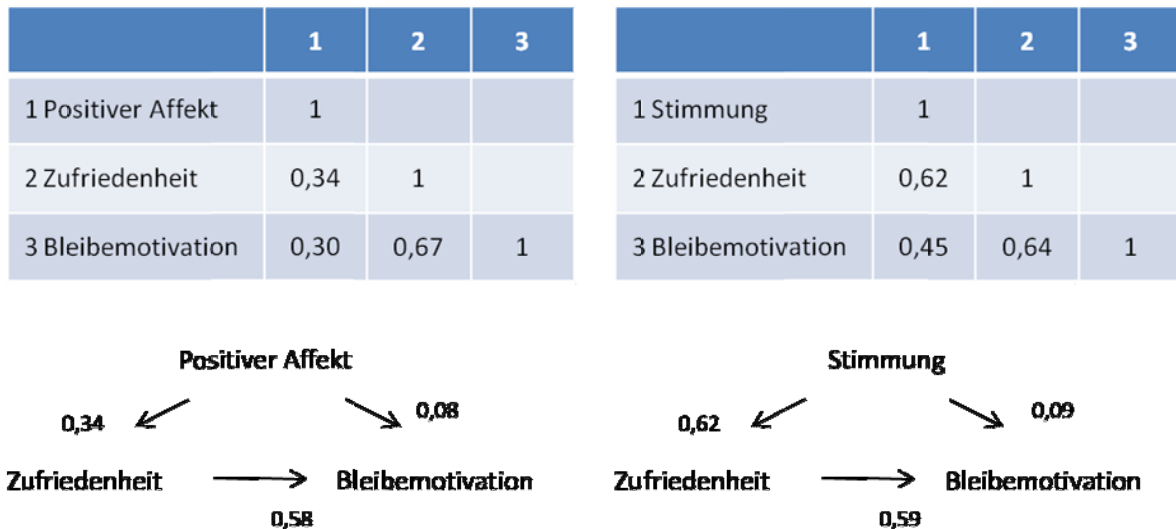 1 2 3
1 Positiver Affekt 1
2 Zufriedenheit 0,34 1
3 Bleibemotivation 0,30 0,67 1
1 2 3
1 Stimmung 1
2 Zufriedenheit 0,62 1
3 Bleibemotivation 0,45 0,64 1
Positiver Affekt
0,34 0,08
Zufriedenheit Bleibemotivation
0,58
Stimmung
0,62 0,09
Zufriedenheit Bleibemotivation
0,59